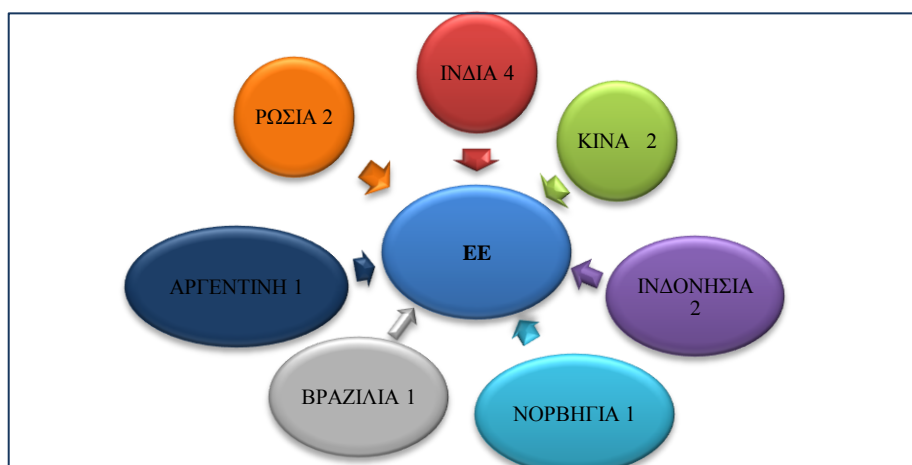 ΙΝΔΙΑ 4
ΡΩΣΙΑ 2
ΚΙΝΑ 2
ΕΕ
ΑΡΓΕΝΤΙΝΗ 1
ΙΝΔΟΝΗΣΙΑ
2
ΒΡΑΖΙΛΙΑ 1
ΝΟΡΒΗΓΙΑ 1